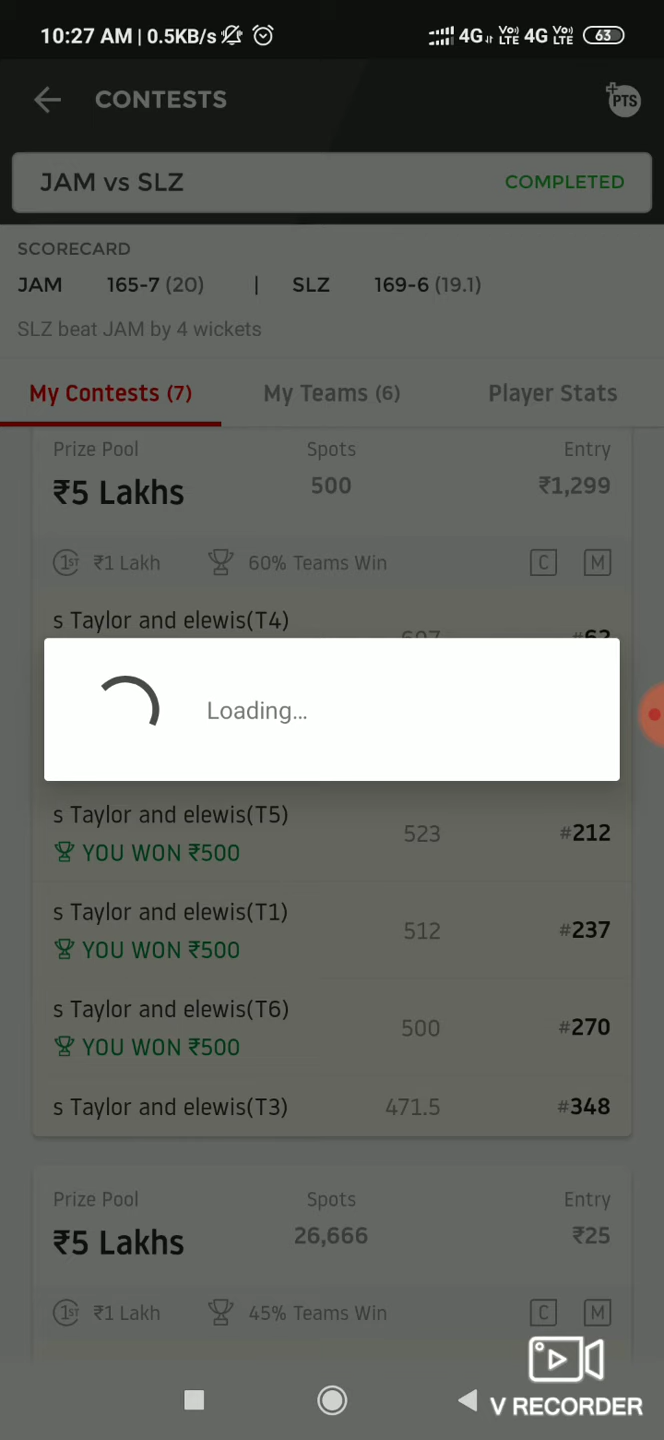 10:27 AM | 0.5KB/s 4G Vo) LTE 4G Vo) LTE 63
CONTESTS
PTS
JAM vs SLZ COMPLETED
SCORECARD
JAM 165-7 (20) | SLZ 169-6 (19.1)
SLZ beat JAM by 4 wickets
My Contests (7) My Teams (6) Player Stats
Prize Pool Spots Entry
₹5 Lakhs 500 ₹1,299
1ST ₹1 Lakh 60% Teams Win C M
s Taylor and elewis(T4)
607 #62
Loading...
s Taylor and elewis(T5)
523 #212
YOU WON ₹500
s Taylor and elewis(T1)
512 #237
YOU WON ₹500
s Taylor and elewis(T6)
500 #270
YOU WON ₹500
s Taylor and elewis(T3) 471.5 #348
Prize Pool Spots Entry
₹5 Lakhs 26,666 ₹25
1ST ₹1 Lakh 45% Teams Win C M
V RECORDER